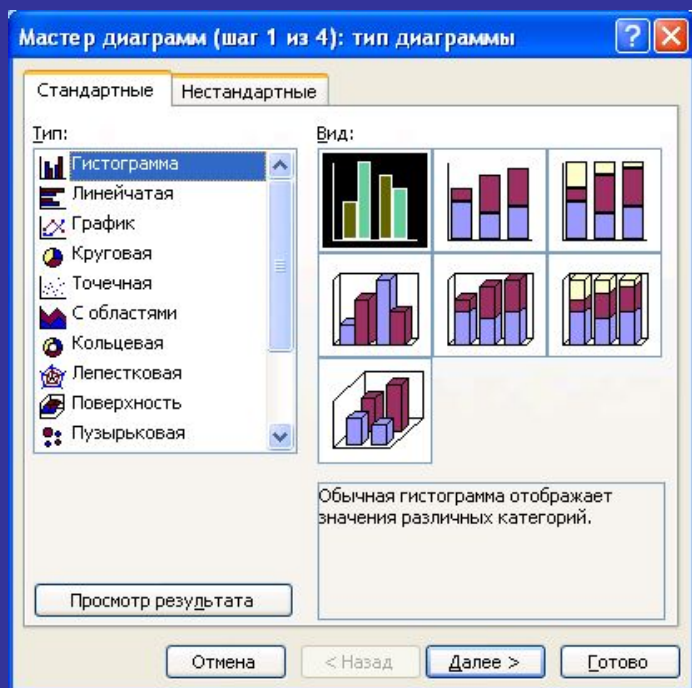 Мастер диаграмм (шаг 1 из 4): тип диаграммы
Стандартные
Нестандартные
Тип:
Гистограмма
Линейчатая
График
Круговая
Точечная
С областями
Кольцевая
Лепестковая
Поверхность
Пузырьковая
Вид:
Обычная гистограмма отображает
значения различных категорий.
Просмотр результата
Отмена
< Назад
Далее >
Готово